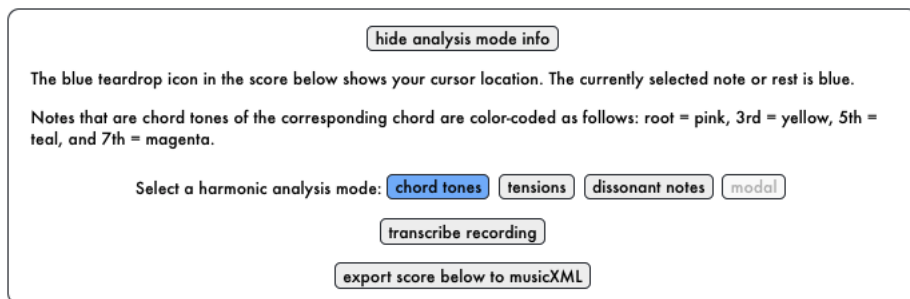 hide analysis mode info
The blue teardrop icon in the score below shows your cursor location. The currently selected note or rest is blue.
Notes that are chord tones of the corresponding chord are color-coded as follows: root = pink, 3rd = yellow, 5th =
teal, and 7th = magenta.
Select a harmonic analysis mode: chord tones tensions dissonant notes modal
transcribe recording
export score below to musicXML